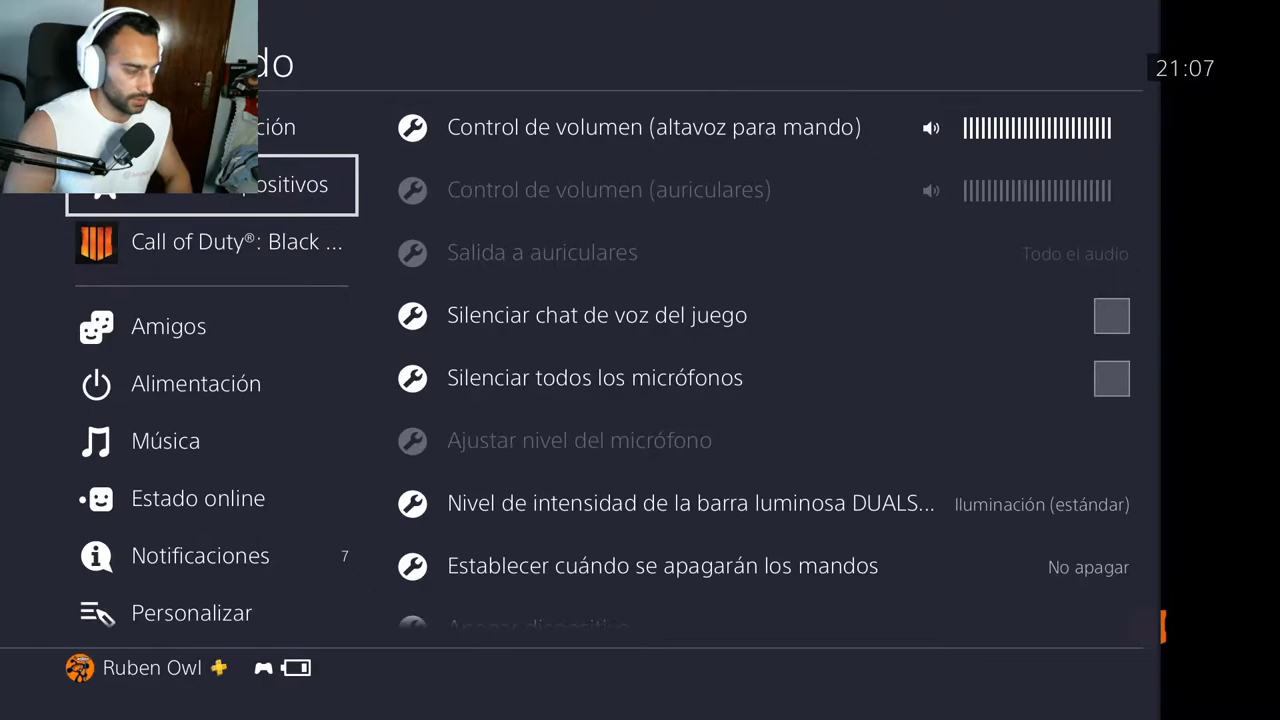 do
21:07
ción
Control de volumen (altavoz para mando)
ositivos
Control de volumen (auriculares)
Call of Duty®: Black ...
Salida a auriculares
Todo el audio
Silenciar chat de voz del juego
Amigos
Silenciar todos los micrófonos
Alimentación
Música
Ajustar nivel del micrófono
Estado online
Nivel de intensidad de la barra luminosa DUALS...
Iluminación (estándar)
Notificaciones
7
Establecer cuándo se apagarán los mandos
No apagar
Personalizar
Apagar dispositivo
Ruben Owl